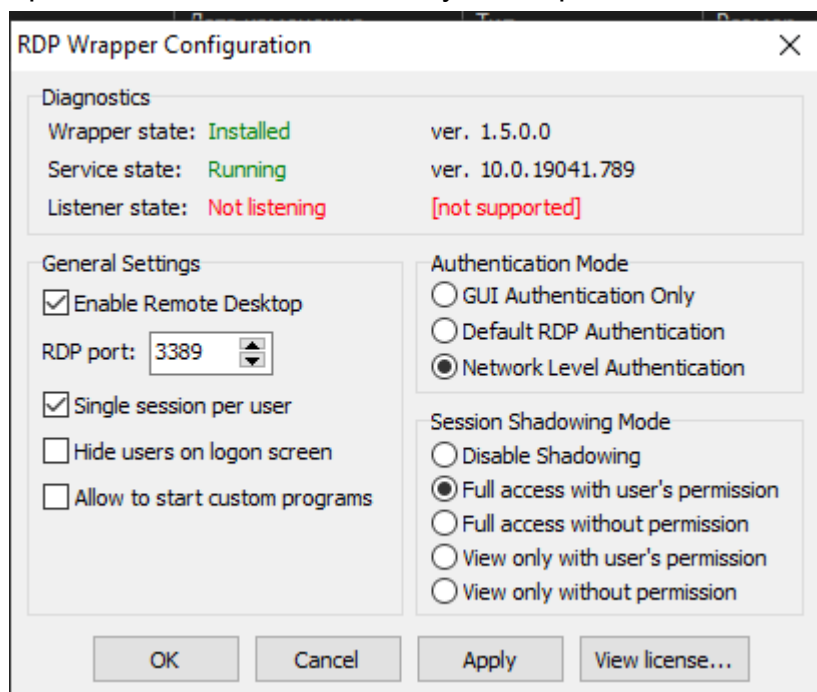 RDP Wrapper Configuration
Diagnostics
Wrapper state: Installed ver. 1.5.0.0
Service state: Running ver. 10.0.19041.789
Listener state: Not listening [not supported]
General Settings
Enable Remote Desktop
RDP port: 3389
Single session per user
Hide users on logon screen
Allow to start custom programs
Authentication Mode
GUI Authentication Only
Default RDP Authentication
Network Level Authentication
Session Shadowing Mode
Disable Shadowing
Full access with user's permission
Full access without permission
View only with user's permission
View only without permission
OK Cancel Apply View license...